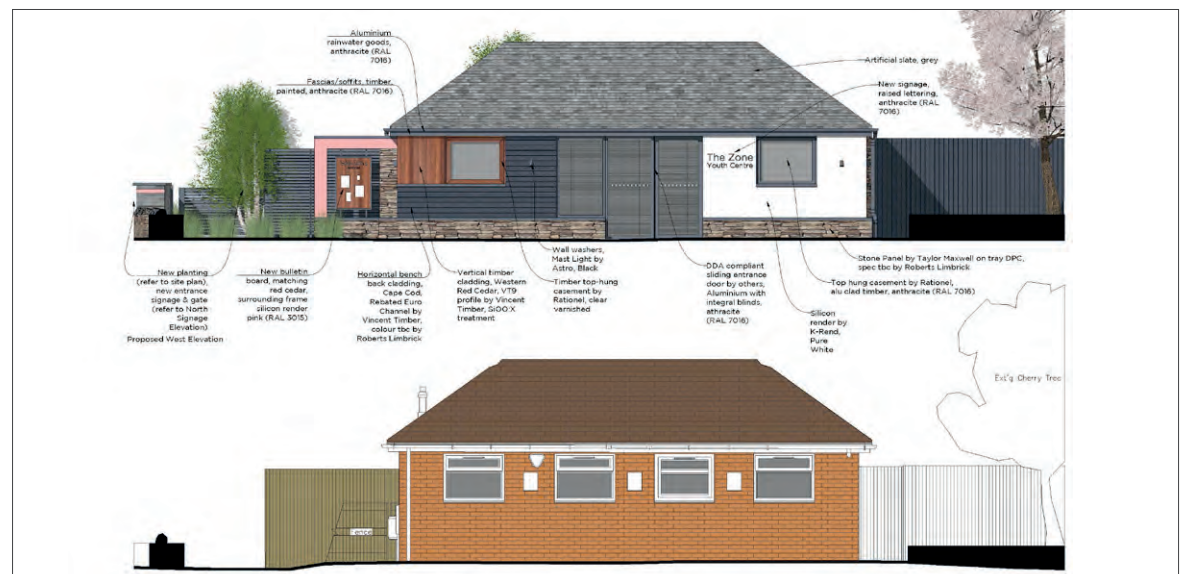 Aluminium
rainwater goods,
anthracite (RAL
7016)
Fascias/soffits, timber,
painted, anthracite (RAL 7016)
Artificial slate, grey
New signage,
raised lettering,
anthracite (RAL
7016)
The Zone
Youth Centre
New planting
(refer to site plan),
new entrance
signage & gate
(refer to North
Signage
Elevation)
Proposed West Elevation
New bulletin
board, matching
red cedar,
surrounding frame
silicon render
pink (RAL 3015)
Horizontal bench
back cladding,
Cape Cod,
Rebated Euro
Channel by
Vincent Timber,
colour tbc by
Roberts Limbrick
Vertical timber
cladding, Western
Red Cedar, VT9
profile by Vincent
Timber, SiOO:X
treatment
Wall washers,
Mast Light by
Astro, Black
Timber top-hung
casement by
Rationel, clear
varnished
DDA compliant
sliding entrance
door by others,
Aluminium with
integral blinds,
athracite
(RAL 7016)
Silicon
render by
K-Rend,
Pure
White
Stone Panel by Taylor Maxwell on tray DPC,
spec tbc by Roberts Limbrick
Top hung casement by Rationel,
alu clad timber, anthracite (RAL 7016)
Exi'g Cherry Tree
Fence